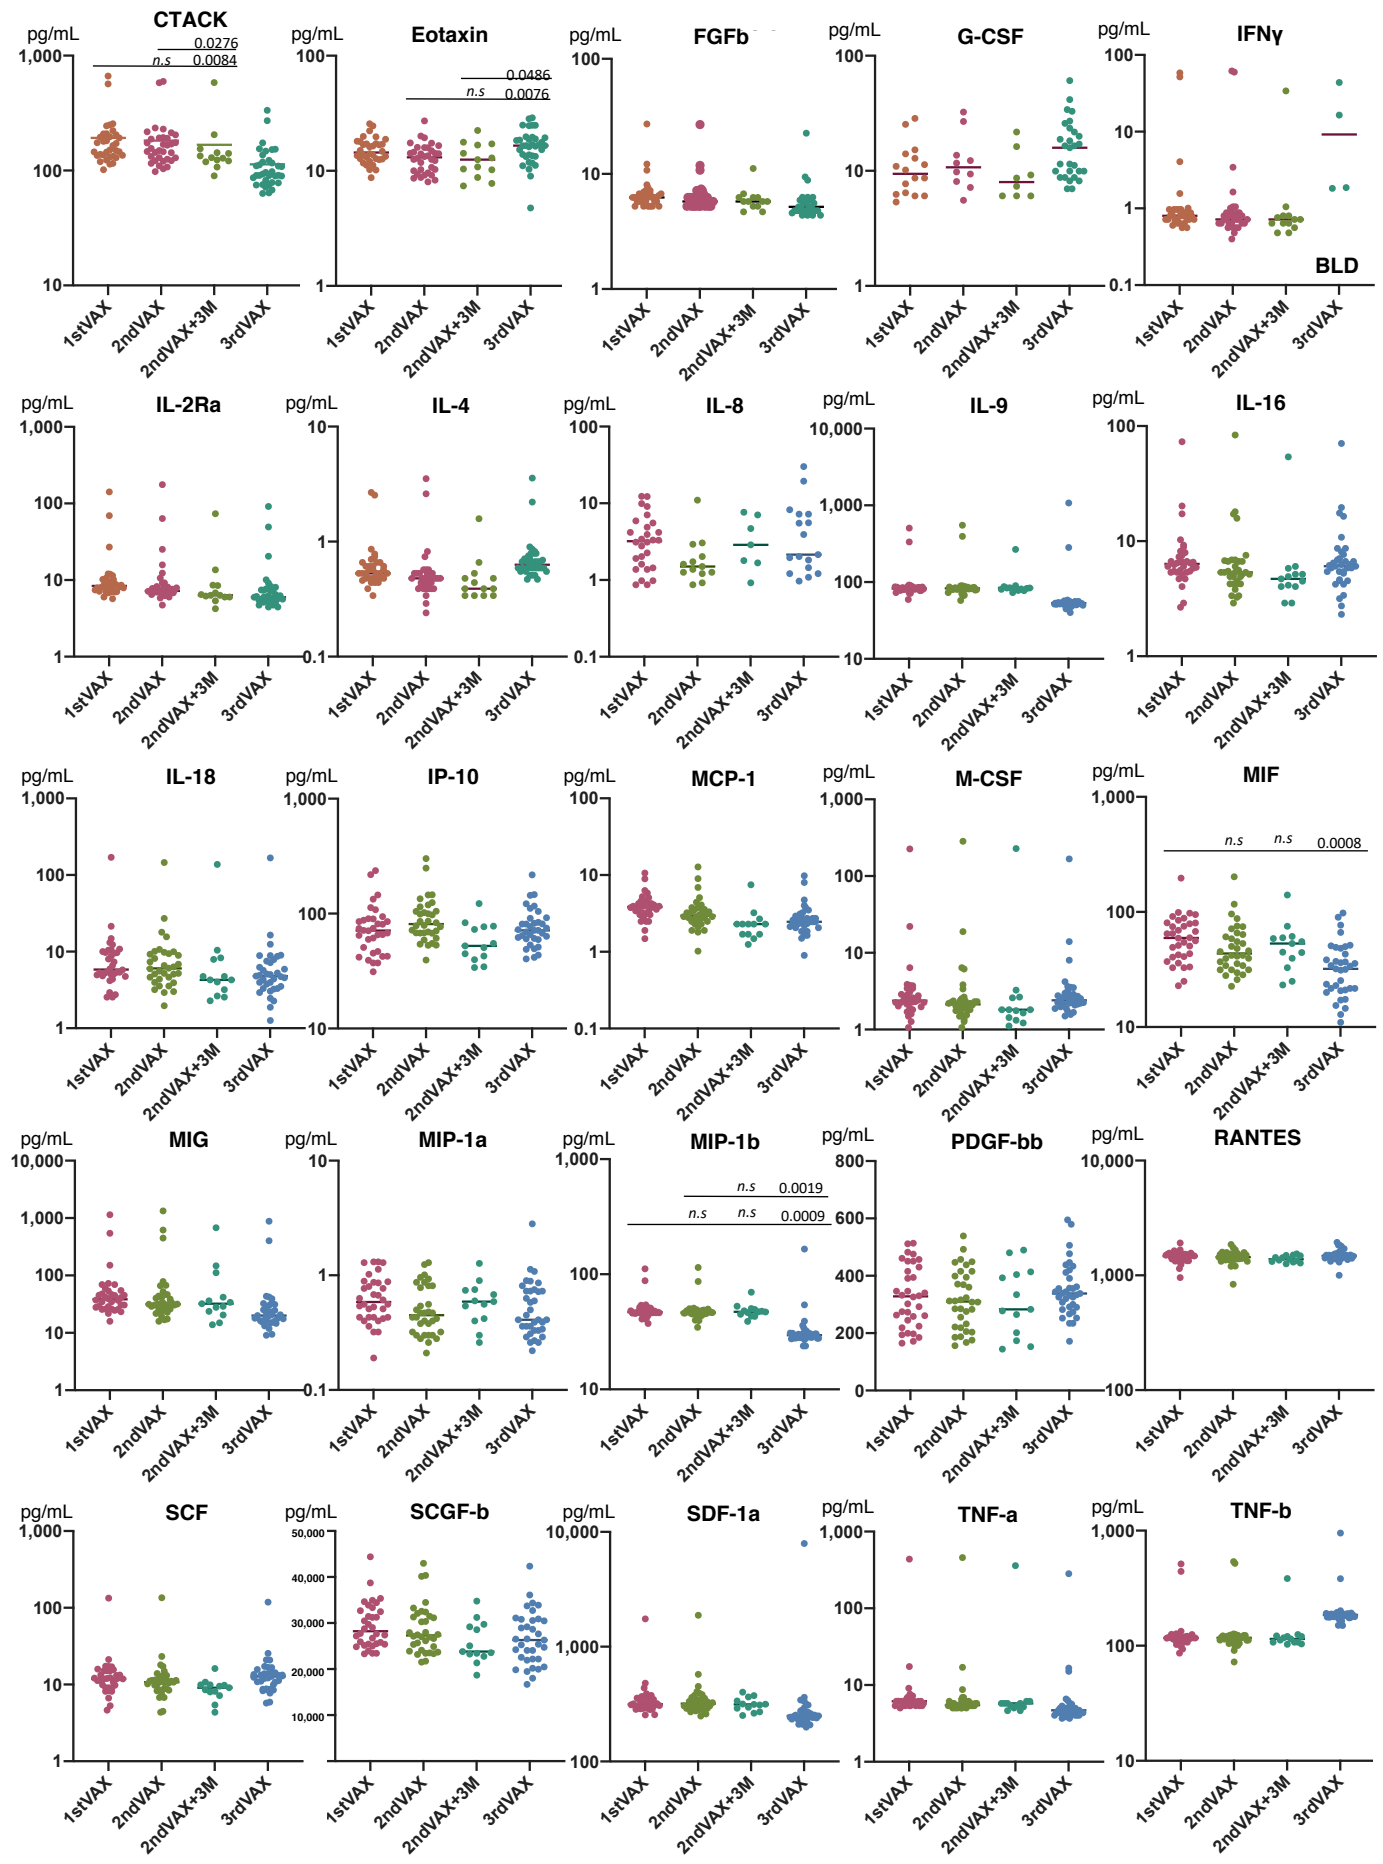 CTACK
pg/mL
0.0276
n.s 0.0084
1,000
100
10
1stVAX
2ndVAX
2ndVAX+3M
3rdVAX
Eotaxin
pg/mL
0.0486
n.s 0.0076
100
10
1
1stVAX
2ndVAX
2ndVAX+3M
3rdVAX
FGFb
pg/mL
100
10
1
1stVAX
2ndVAX
2ndVAX+3M
3rdVAX
G-CSF
pg/mL
100
10
1
1stVAX
2ndVAX
2ndVAX+3M
3rdVAX
IFNγ
pg/mL
100
10
1
0.1
BLD
1stVAX
2ndVAX
2ndVAX+3M
3rdVAX
IL-2Ra
pg/mL
1,000
100
10
1
1stVAX
2ndVAX
2ndVAX+3M
3rdVAX
IL-4
pg/mL
10
1
0.1
1stVAX
2ndVAX
2ndVAX+3M
3rdVAX
IL-8
pg/mL
100
10
1
0.1
1stVAX
2ndVAX
2ndVAX+3M
3rdVAX
IL-9
pg/mL
10,000
1,000
100
10
1stVAX
2ndVAX
2ndVAX+3M
3rdVAX
IL-16
pg/mL
100
10
1
1stVAX
2ndVAX
2ndVAX+3M
3rdVAX
IL-18
pg/mL
1,000
100
10
1
1stVAX
2ndVAX
2ndVAX+3M
3rdVAX
IP-10
pg/mL
1,000
100
10
1stVAX
2ndVAX
2ndVAX+3M
3rdVAX
MCP-1
pg/mL
100
10
1
0.1
1stVAX
2ndVAX
2ndVAX+3M
3rdVAX
M-CSF
pg/mL
1,000
100
10
1
1stVAX
2ndVAX
2ndVAX+3M
3rdVAX
MIF
pg/mL
n.s n.s 0.0008
1,000
100
10
1stVAX
2ndVAX
2ndVAX+3M
3rdVAX
MIG
pg/mL
10,000
1,000
100
10
1
1stVAX
2ndVAX
2ndVAX+3M
3rdVAX
MIP-1a
pg/mL
10
1
0.1
1stVAX
2ndVAX
2ndVAX+3M
3rdVAX
MIP-1b
pg/mL
n.s 0.0019
n.s n.s 0.0009
1,000
100
10
1stVAX
2ndVAX
2ndVAX+3M
3rdVAX
PDGF-bb
pg/mL
800
600
400
200
0
1stVAX
2ndVAX
2ndVAX+3M
3rdVAX
RANTES
pg/mL
10,000
1,000
100
1stVAX
2ndVAX
2ndVAX+3M
3rdVAX
SCF
pg/mL
1,000
100
10
1
1stVAX
2ndVAX
2ndVAX+3M
3rdVAX
SCGF-b
pg/mL
50,000
40,000
30,000
20,000
10,000
1stVAX
2ndVAX
2ndVAX+3M
3rdVAX
SDF-1a
pg/mL
10,000
1,000
100
1stVAX
2ndVAX
2ndVAX+3M
3rdVAX
TNF-a
pg/mL
1,000
100
10
1
1stVAX
2ndVAX
2ndVAX+3M
3rdVAX
TNF-b
pg/mL
1,000
100
10
1stVAX
2ndVAX
2ndVAX+3M
3rdVAX